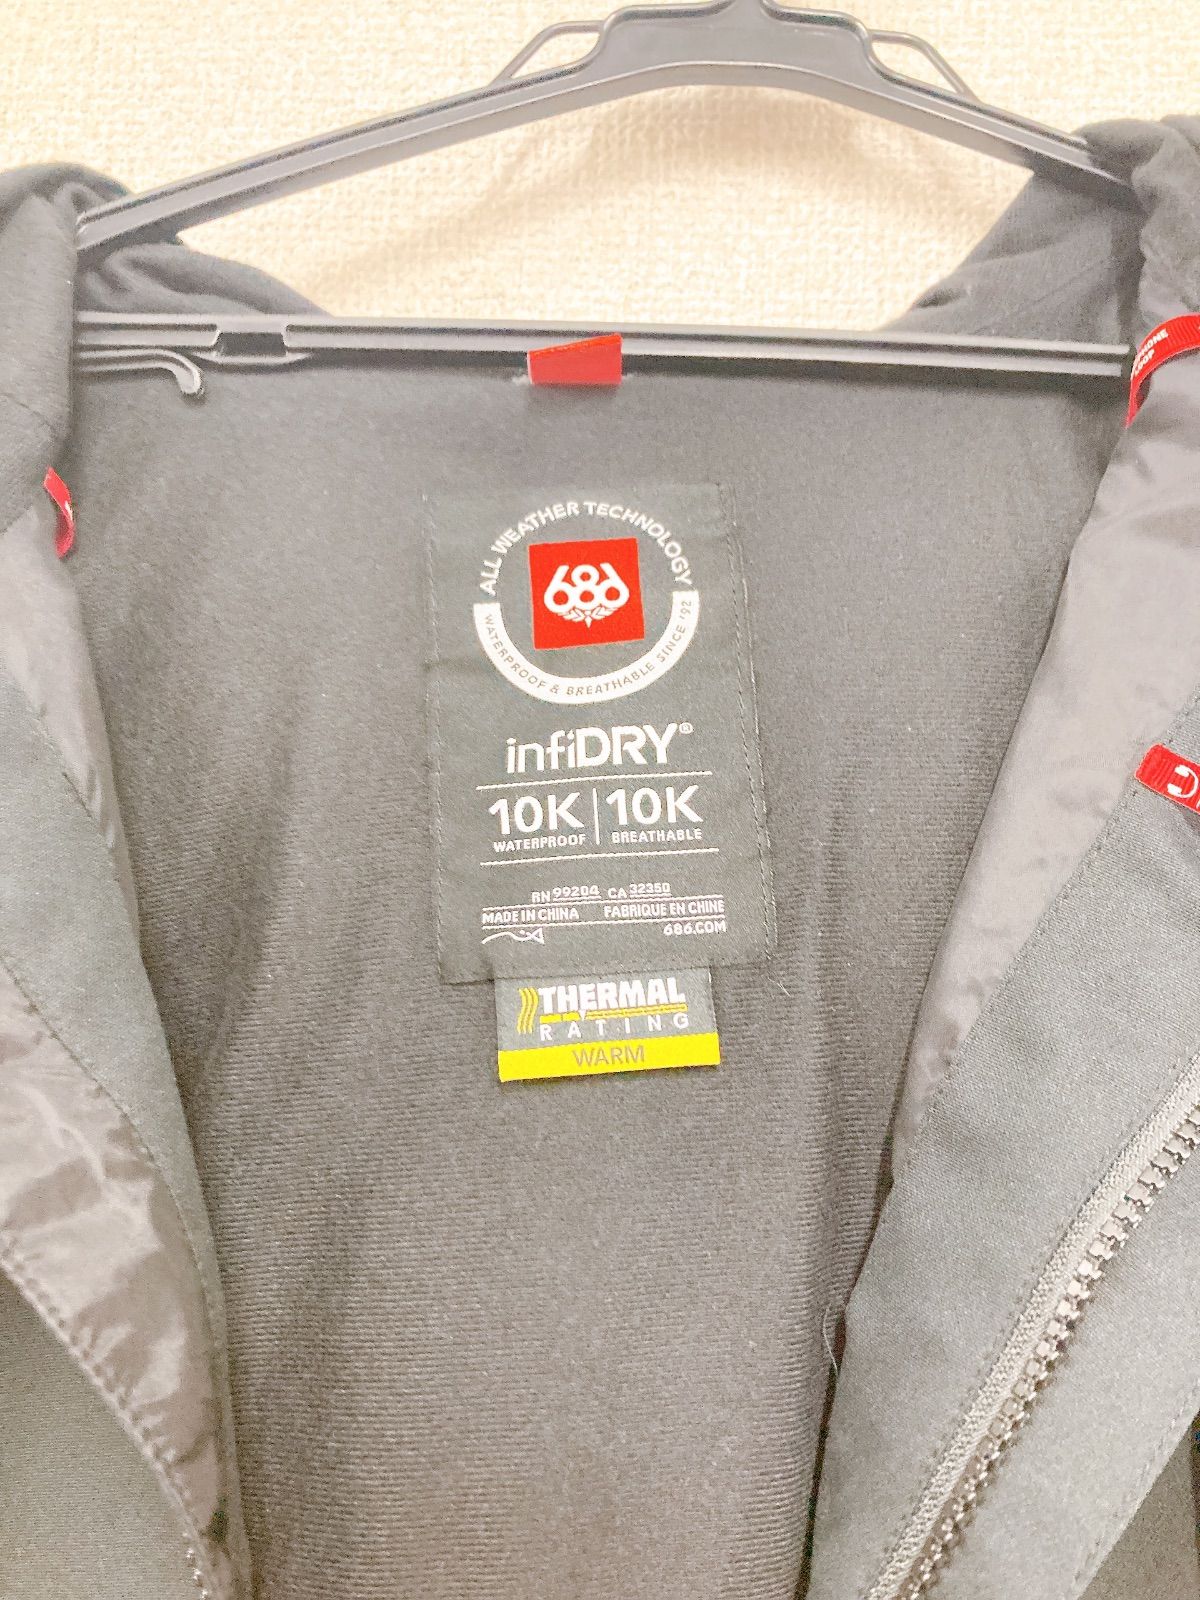 ALL WEATHER TECHNOLOGY
686
WATERPROOF & BREATHABLE SINCE '92
infiDRY®
10K | 10K
WATERPROOF BREATHABLE
RN 99204 CA 32350
MADE IN CHINA FABRIQUE EN CHINE
686.COM
THERMAL
RATING
WARM
LOOP